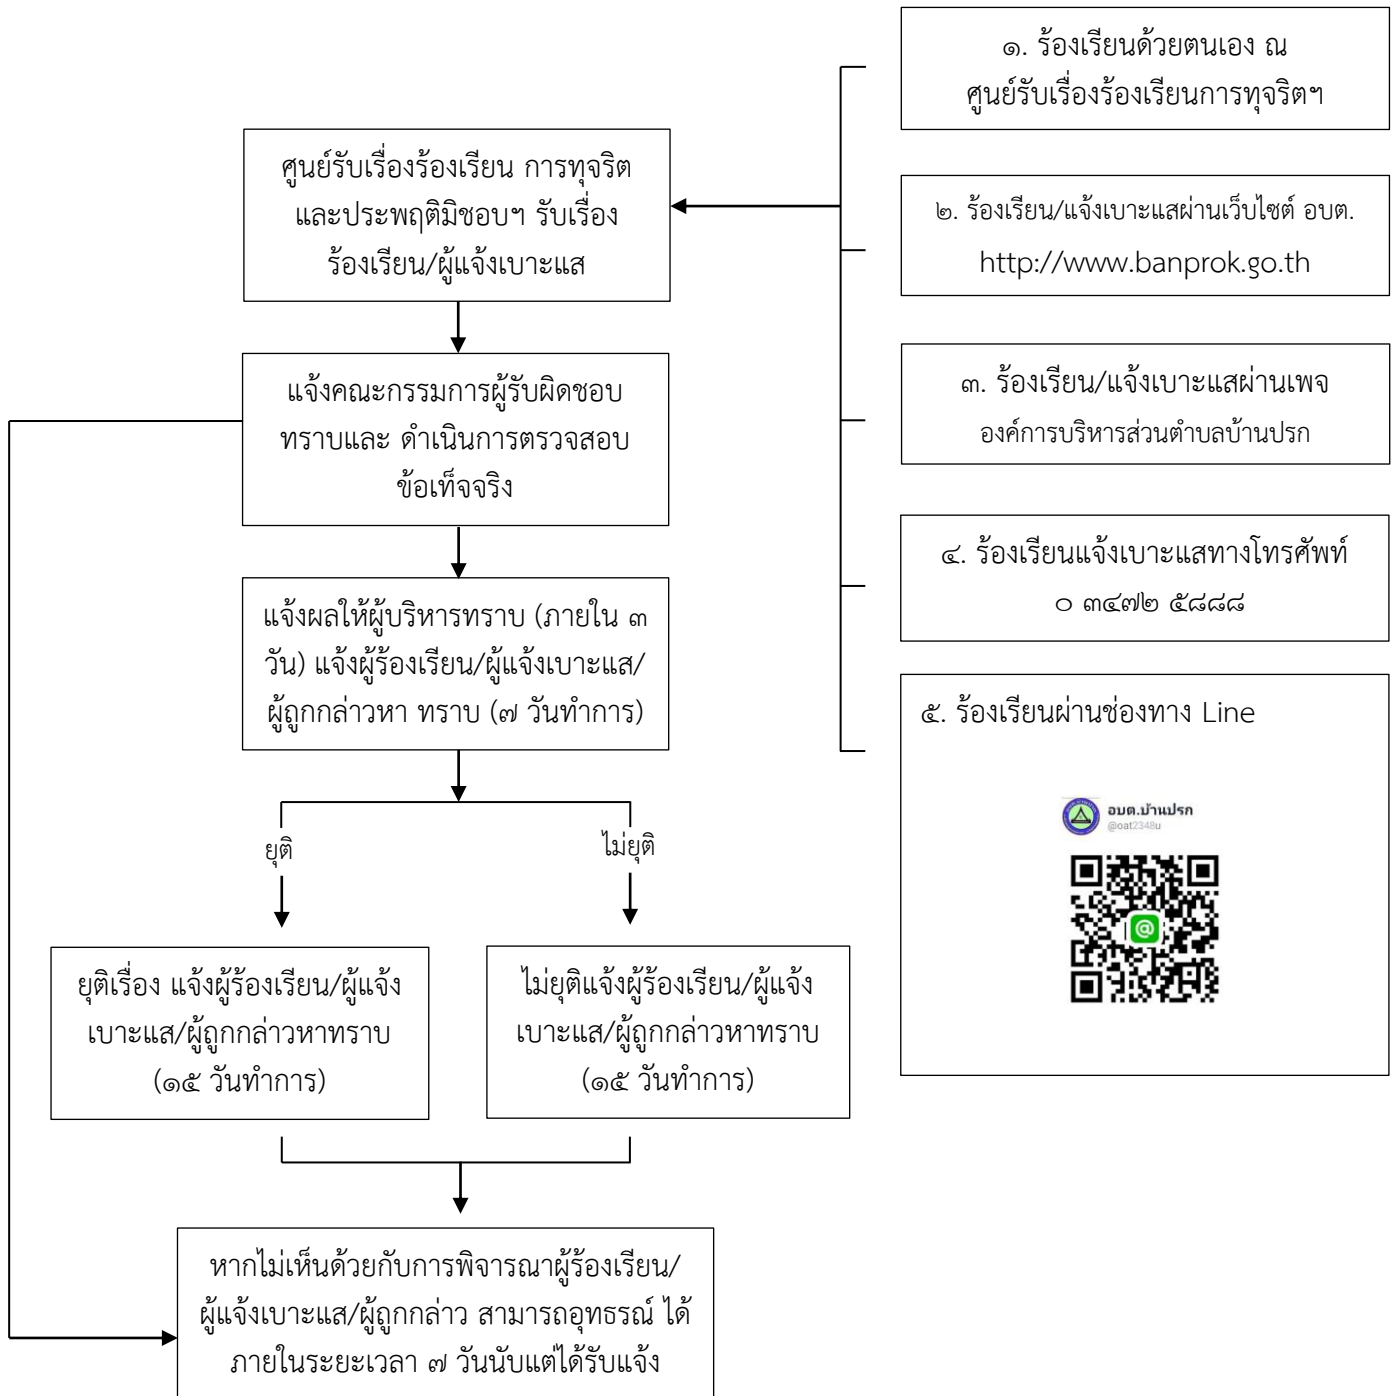 ๑. ร้องเรียนด้วยตนเอง ณ
ศูนย์รับเรื่องร้องเรียนการทุจริตฯ
ศูนย์รับเรื่องร้องเรียน การทุจริต
และประพฤติมิชอบฯ รับเรื่อง
ร้องเรียน/ผู้แจ้งเบาะแส
๒. ร้องเรียน/แจ้งเบาะแสผ่านเว็บไซต์ อบต.
http://www.banprok.go.th
แจ้งคณะกรรมการผู้รับผิดชอบ
ทราบและ ดำเนินการตรวจสอบ
ข้อเท็จจริง
๓. ร้องเรียน/แจ้งเบาะแสผ่านเพจ
องค์การบริหารส่วนตำบลบ้านปรก
๔. ร้องเรียนแจ้งเบาะแสทางโทรศัพท์
๐ ๓๔๗๒ ๕๘๘๘
แจ้งผลให้ผู้บริหารทราบ (ภายใน ๓
วัน) แจ้งผู้ร้องเรียน/ผู้แจ้งเบาะแส/
ผู้ถูกกล่าวหา ทราบ (๗ วันทำการ)
๕. ร้องเรียนผ่านช่องทาง Line
อบต.บ้านปรก
@oat2348u
ยุติ
ไม่ยุติ
ยุติเรื่อง แจ้งผู้ร้องเรียน/ผู้แจ้ง
เบาะแส/ผู้ถูกกล่าวหาทราบ
(๑๕ วันทำการ)
ไม่ยุติแจ้งผู้ร้องเรียน/ผู้แจ้ง
เบาะแส/ผู้ถูกกล่าวหาทราบ
(๑๕ วันทำการ)
หากไม่เห็นด้วยกับการพิจารณาผู้ร้องเรียน/
ผู้แจ้งเบาะแส/ผู้ถูกกล่าว สามารถอุทธรณ์ ได้
ภายในระยะเวลา ๗ วันนับแต่ได้รับแจ้ง